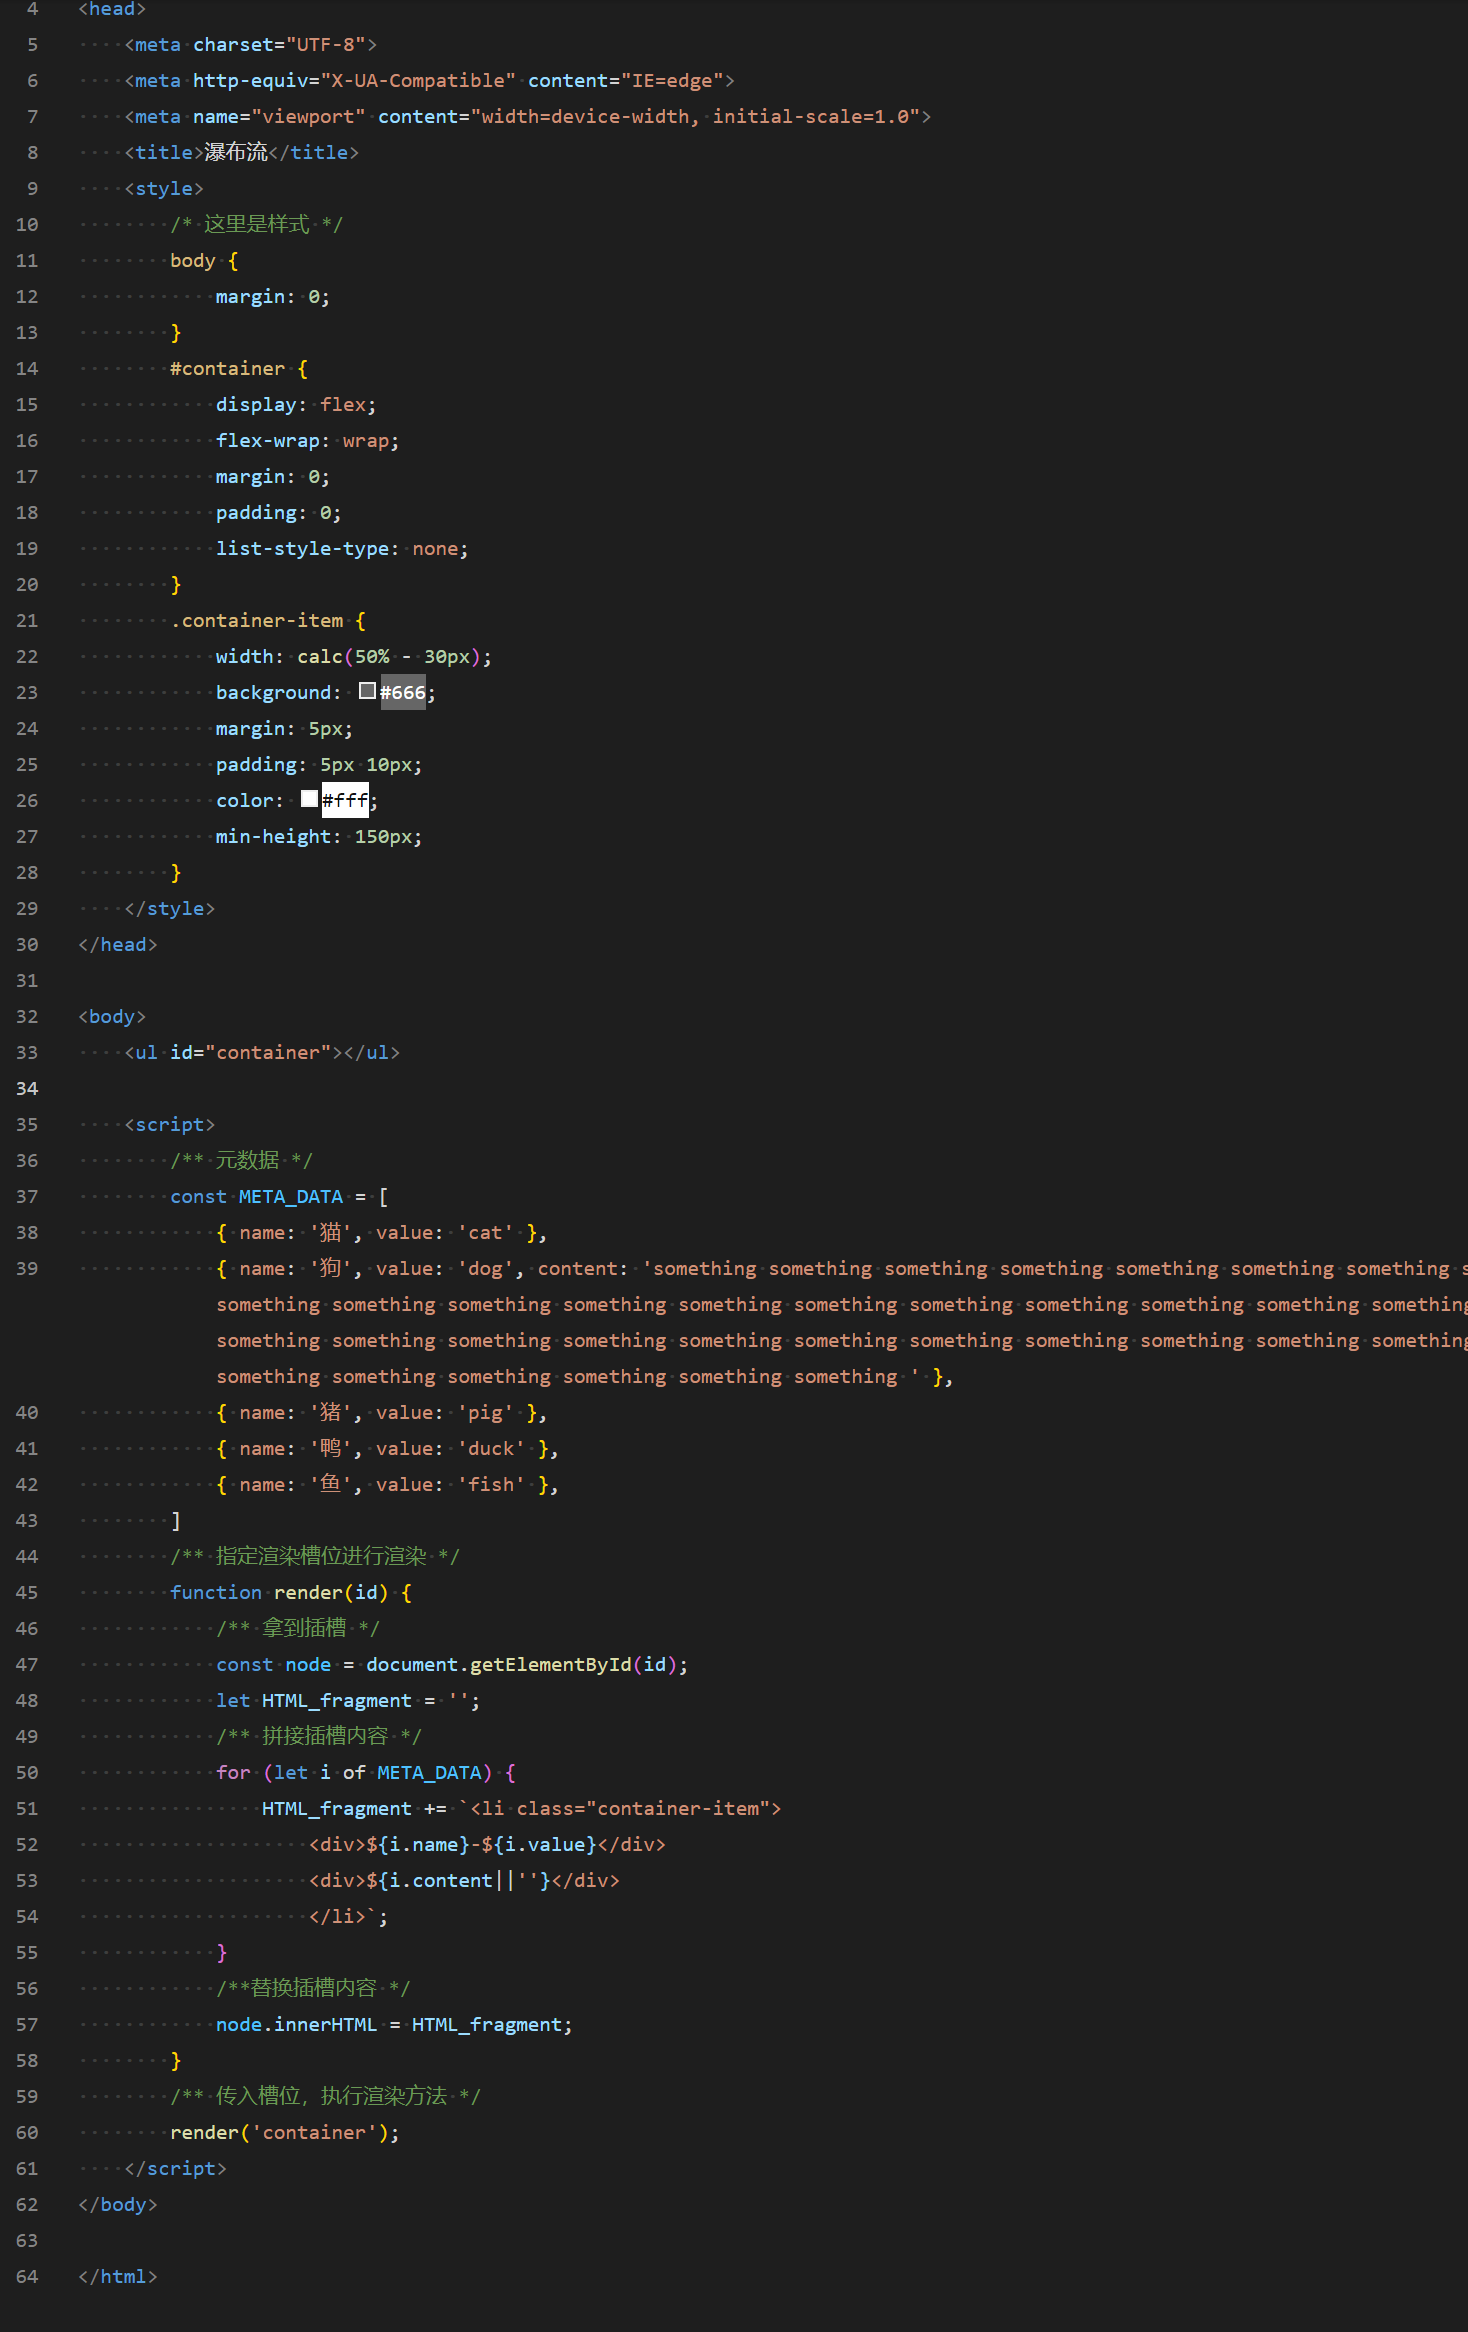 4 <head>
5 <meta charset="UTF-8">
6 <meta http-equiv="X-UA-Compatible" content="IE=edge">
7 <meta name="viewport" content="width=device-width, initial-scale=1.0">
8 <title>瀑布流</title>
9 <style>
10 /* 这里是样式 */
11 body {
12 margin: 0;
13 }
14 #container {
15 display: flex;
16 flex-wrap: wrap;
17 margin: 0;
18 padding: 0;
19 list-style-type: none;
20 }
21 .container-item {
22 width: calc(50% - 30px);
23 background: #666;
24 margin: 5px;
25 padding: 5px 10px;
26 color: #fff;
27 min-height: 150px;
28 }
29 </style>
30 </head>
31
32 <body>
33 <ul id="container"></ul>
34
35 <script>
36 /** 元数据 */
37 const META_DATA = [
38 { name: '猫', value: 'cat' },
39 { name: '狗', value: 'dog', content: 'something something something something something something something s
something something something something something something something something something something something
something something something something something something something something something something something
something something something something something something ' },
40 { name: '猪', value: 'pig' },
41 { name: '鸭', value: 'duck' },
42 { name: '鱼', value: 'fish' },
43 ]
44 /** 指定渲染槽位进行渲染 */
45 function render(id) {
46 /** 拿到插槽 */
47 const node = document.getElementById(id);
48 let HTML_fragment = '';
49 /** 拼接插槽内容 */
50 for (let i of META_DATA) {
51 HTML_fragment += `<li class="container-item">
52 <div>${i.name}-${i.value}</div>
53 <div>${i.content||''}</div>
54 </li>`;
55 }
56 /**替换插槽内容 */
57 node.innerHTML = HTML_fragment;
58 }
59 /** 传入槽位，执行渲染方法 */
60 render('container');
61 </script>
62 </body>
63
64 </html>